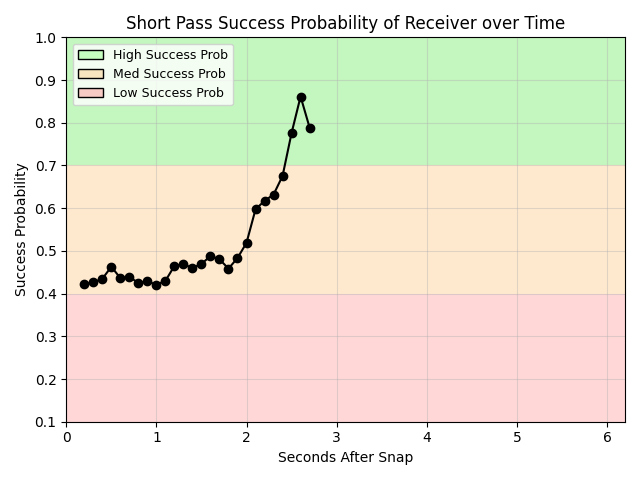 Short Pass Success Probability of Receiver over Time
High Success Prob
Med Success Prob
Low Success Prob
Success Probability
1.0
0.9
0.8
0.7
0.6
0.5
0.4
0.3
0.2
0.1
0 1 2 3 4 5 6
Seconds After Snap